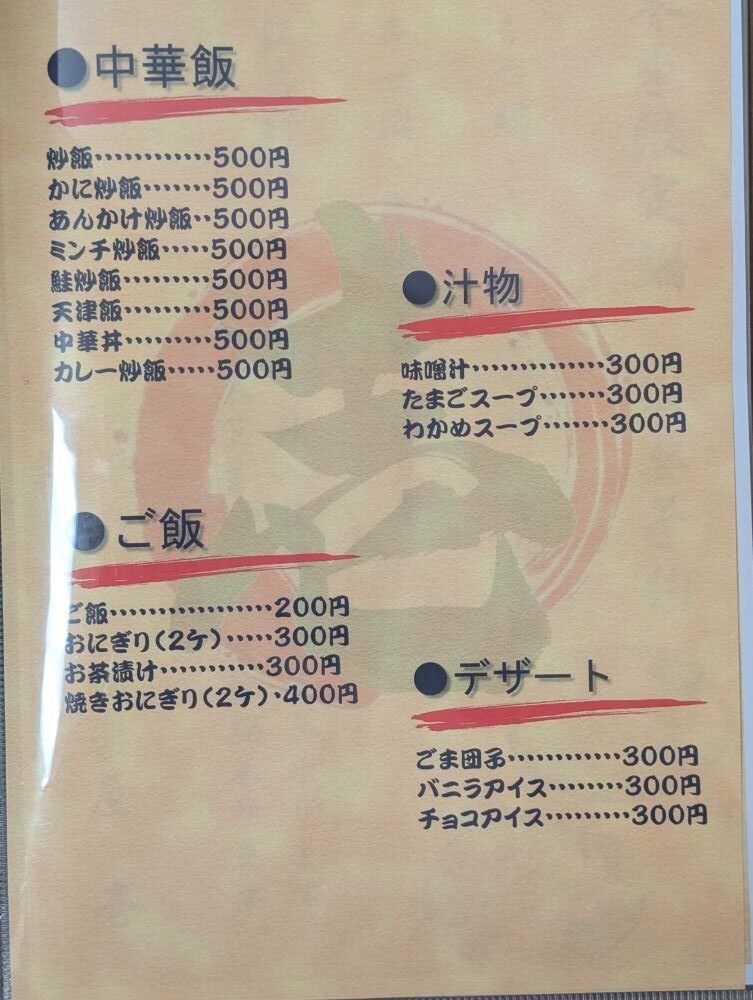 ●中華飯
炒飯············500円
かに炒飯·······500円
あんかけ炒飯··500円
ミンチ炒飯·····500円
鮭炒飯·········500円
天津飯·········500円
中華丼·········500円
カレー炒飯·····500円
●ご飯
ご飯··················200円
おにぎり(2ケ)·····300円
お茶漬け···········300円
焼きおにぎり(2ケ)·400円
●汁物
味噌汁··············300円
たまごスープ·······300円
わかめスープ·······300円
●デザート
ごま団子············300円
バニラアイス········300円
チョコアイス·········300円